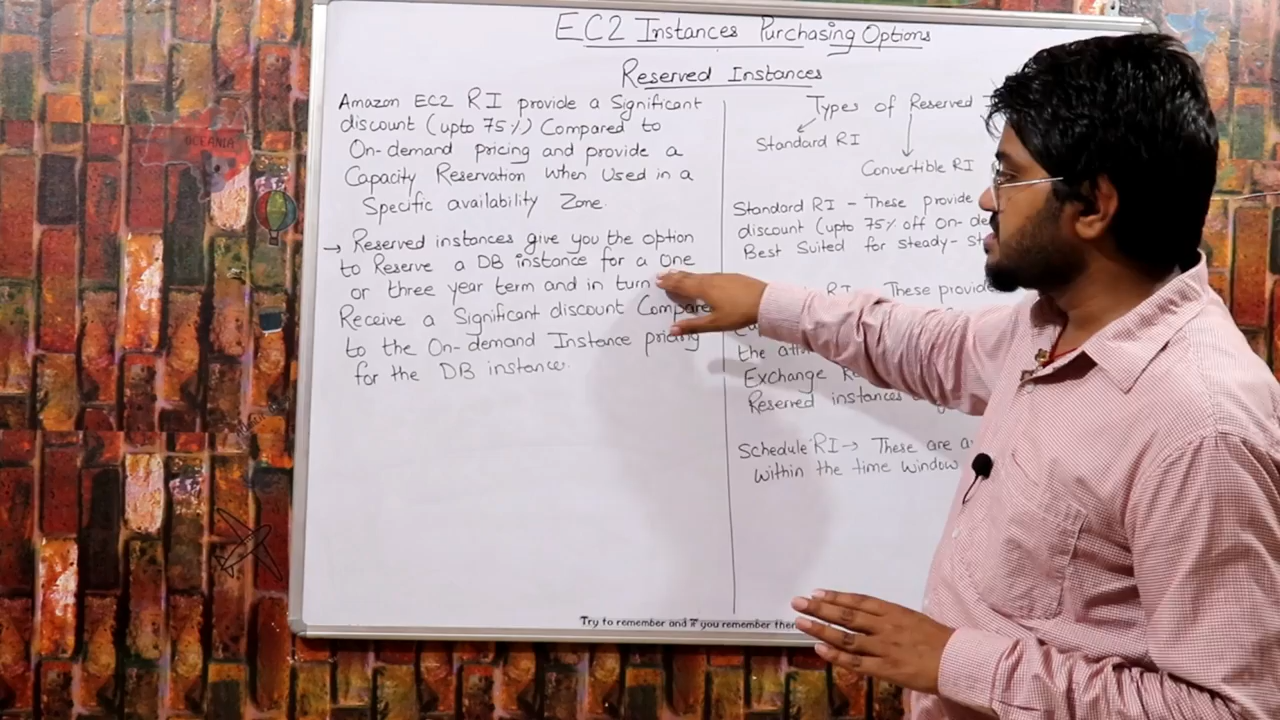 EC2 Instances Purchasing Options
Reserved Instances
Amazon EC2 RI provide a Significant
discount (upto 75%) Compared to
On-demand pricing and provide a
Capacity Reservation when used in a
Specific availability Zone.
→ Reserved instances give you the option
to Reserve a DB instance for a One
or three year term and in turn
Receive a Significant discount Compare
to the On-demand Instance pricing
for the DB instance.
Types of Reserved
Standard RI
Convertible RI
Standard RI - These provide
discount (upto 75% off On-de
Best Suited for steady-st
RI These provide
the
Exchange
Reserved instances
Schedule RI → These are
within the time window
Try to remember and if you remember then
OCEANIA